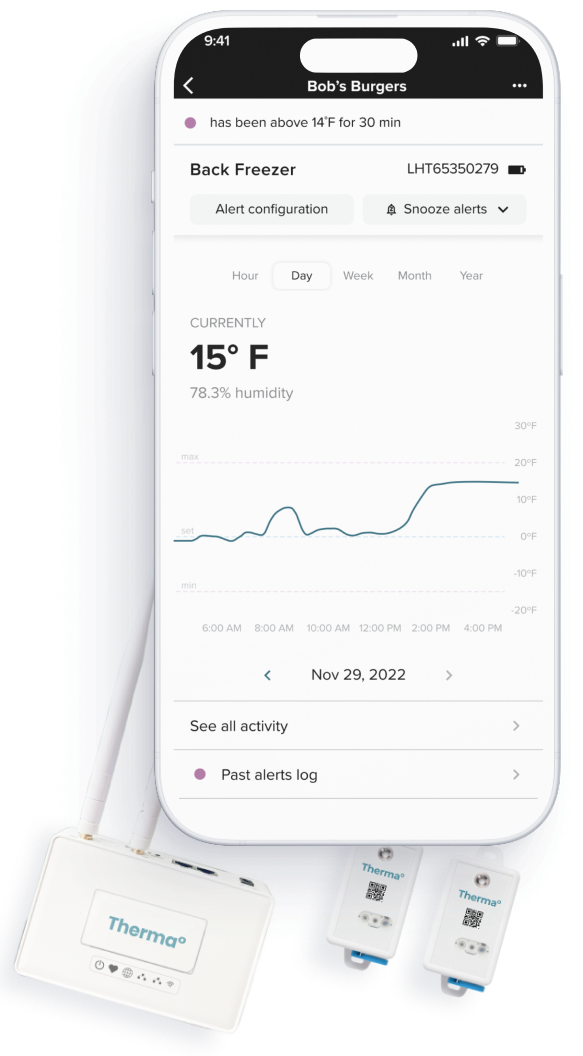 9:41
Bob's Burgers
has been above 14°F for 30 min
Back Freezer LHT65350279
Alert configuration Snooze alerts
Hour Day Week Month Year
CURRENTLY
15° F
78.3% humidity
30°F
max
20°F
10°F
set
0°F
-10°F
min
-20°F
6:00 AM 8:00 AM 10:00 AM 12:00 PM 2:00 PM 4:00 PM
Nov 29, 2022
See all activity
Past alerts log
Therma°
Therma°
Therma°